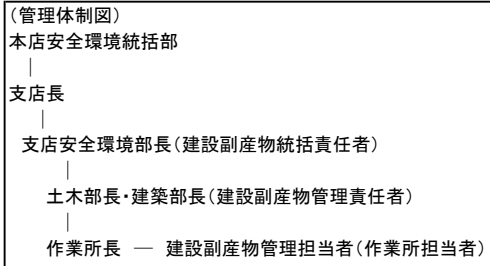 (管理体制図)
本店安全環境統括部
|
支店長
|
支店安全環境部長(建設副産物統括責任者)
|
土木部長・建築部長(建設副産物管理責任者)
|
作業所長 ― 建設副産物管理担当者(作業所担当者)